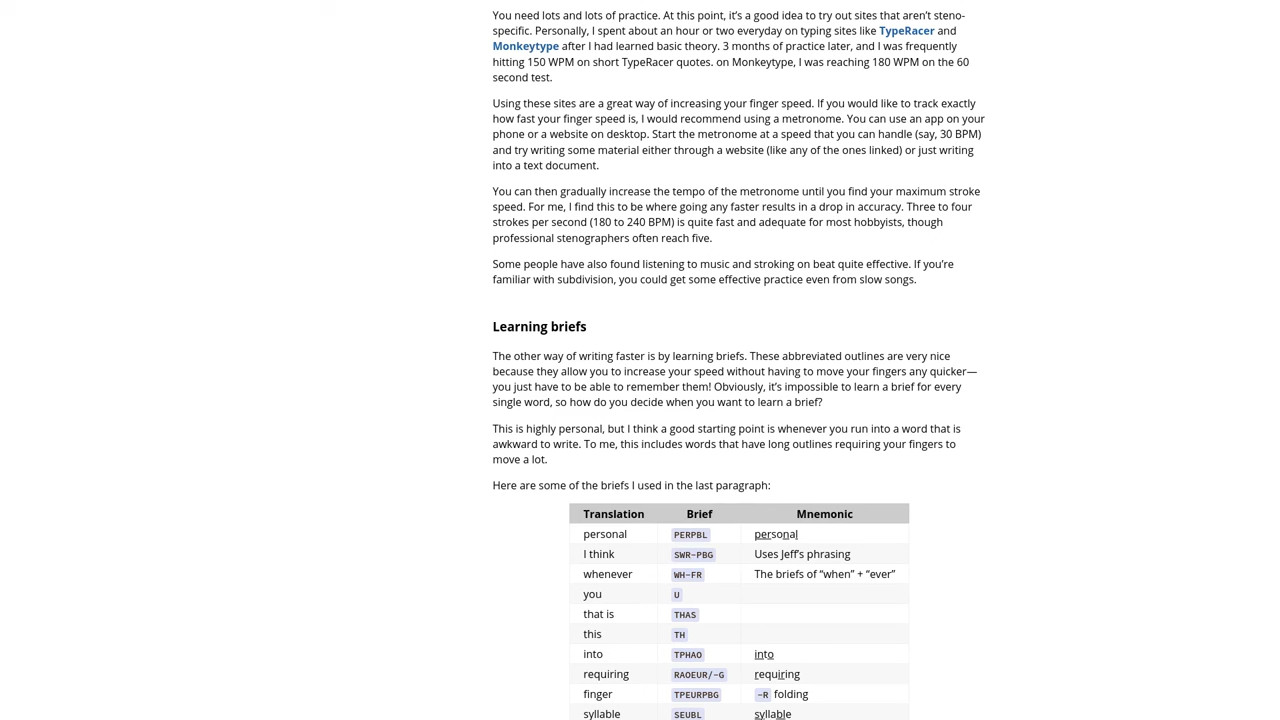 You need lots and lots of practice. At this point, it’s a good idea to try out sites that aren’t steno-
specific. Personally, I spent about an hour or two everyday on typing sites like TypeRacer and
Monkeytype after I had learned basic theory. 3 months of practice later, and I was frequently
hitting 150 WPM on short TypeRacer quotes. on Monkeytype, I was reaching 180 WPM on the 60
second test.
Using these sites are a great way of increasing your finger speed. If you would like to track exactly
how fast your finger speed is, I would recommend using a metronome. You can use an app on your
phone or a website on desktop. Start the metronome at a speed that you can handle (say, 30 BPM)
and try writing some material either through a website (like any of the ones linked) or just writing
into a text document.
You can then gradually increase the tempo of the metronome until you find your maximum stroke
speed. For me, I find this to be where going any faster results in a drop in accuracy. Three to four
strokes per second (180 to 240 BPM) is quite fast and adequate for most hobbyists, though
professional stenographers often reach five.
Some people have also found listening to music and stroking on beat quite effective. If you’re
familiar with subdivision, you could get some effective practice even from slow songs.
Learning briefs
The other way of writing faster is by learning briefs. These abbreviated outlines are very nice
because they allow you to increase your speed without having to move your fingers any quicker—
you just have to be able to remember them! Obviously, it’s impossible to learn a brief for every
single word, so how do you decide when you want to learn a brief?
This is highly personal, but I think a good starting point is whenever you run into a word that is
awkward to write. To me, this includes words that have long outlines requiring your fingers to
move a lot.
Here are some of the briefs I used in the last paragraph:
Translation Brief Mnemonic
personal PERPBL personal
I think SWR-PBG Uses Jeff’s phrasing
whenever WH-FR The briefs of “when” + “ever”
you U
that is THAS
this TH
into TPHAO into
requiring RAOEUR/-G requiring
finger TPEURPBG -R folding
syllable SEUBL syllable